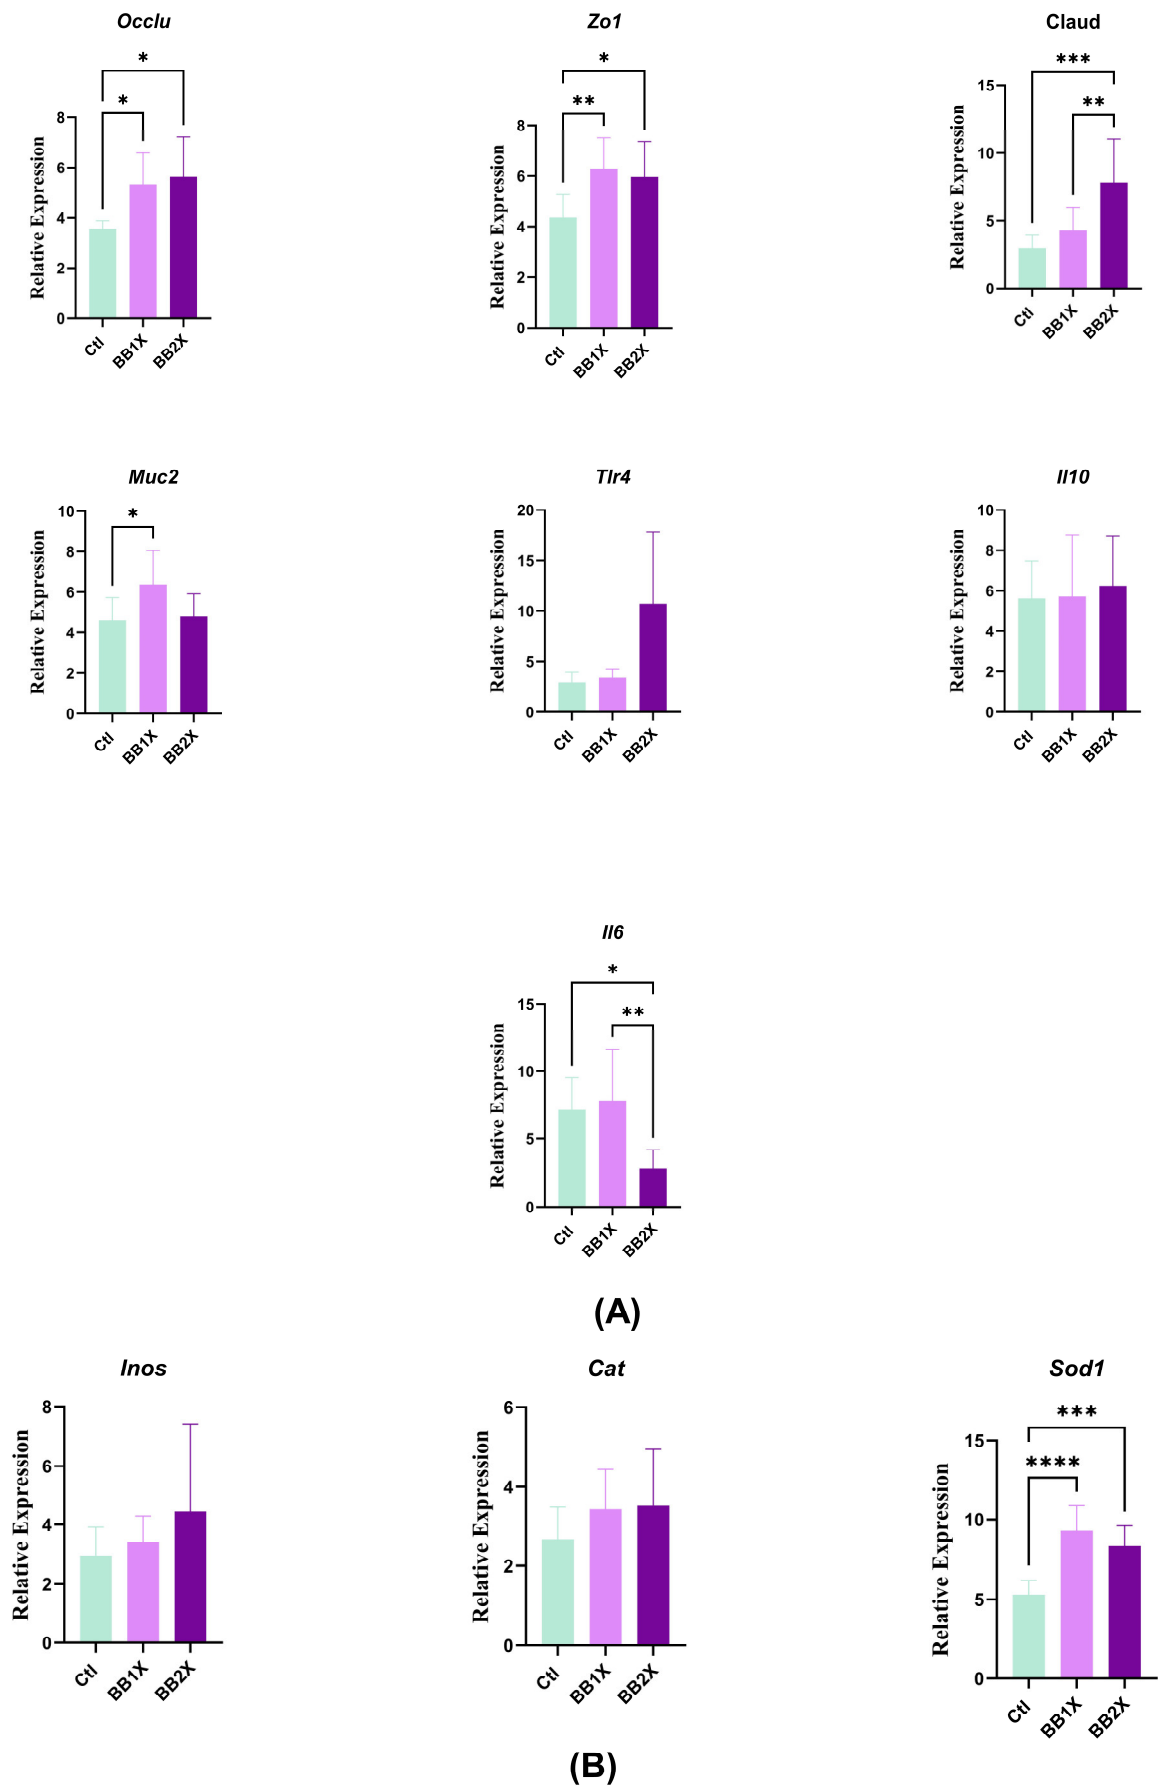 Occlu
Zo1
Claud
*
*
Relative Expression
8
6
4
2
0
Ctl
BB1X
BB2X
*
**
Relative Expression
8
6
4
2
0
Ctl
BB1X
BB2X
***
**
Relative Expression
15
10
5
0
Ctl
BB1X
BB2X
Muc2
Tlr4
Il10
*
Relative Expression
10
8
6
4
2
0
Ctl
BB1X
BB2X
Relative Expression
20
15
10
5
0
Ctl
BB1X
BB2X
Relative Expression
10
8
6
4
2
0
Ctl
BB1X
BB2X
Il6
*
**
Relative Expression
15
10
5
0
Ctl
BB1X
BB2X
(A)
Inos
Cat
Sod1
Relative Expression
8
6
4
2
0
Ctl
BB1X
BB2X
Relative Expression
6
4
2
0
Ctl
BB1X
BB2X
***
****
Relative Expression
15
10
5
0
Ctl
BB1X
BB2X
(B)